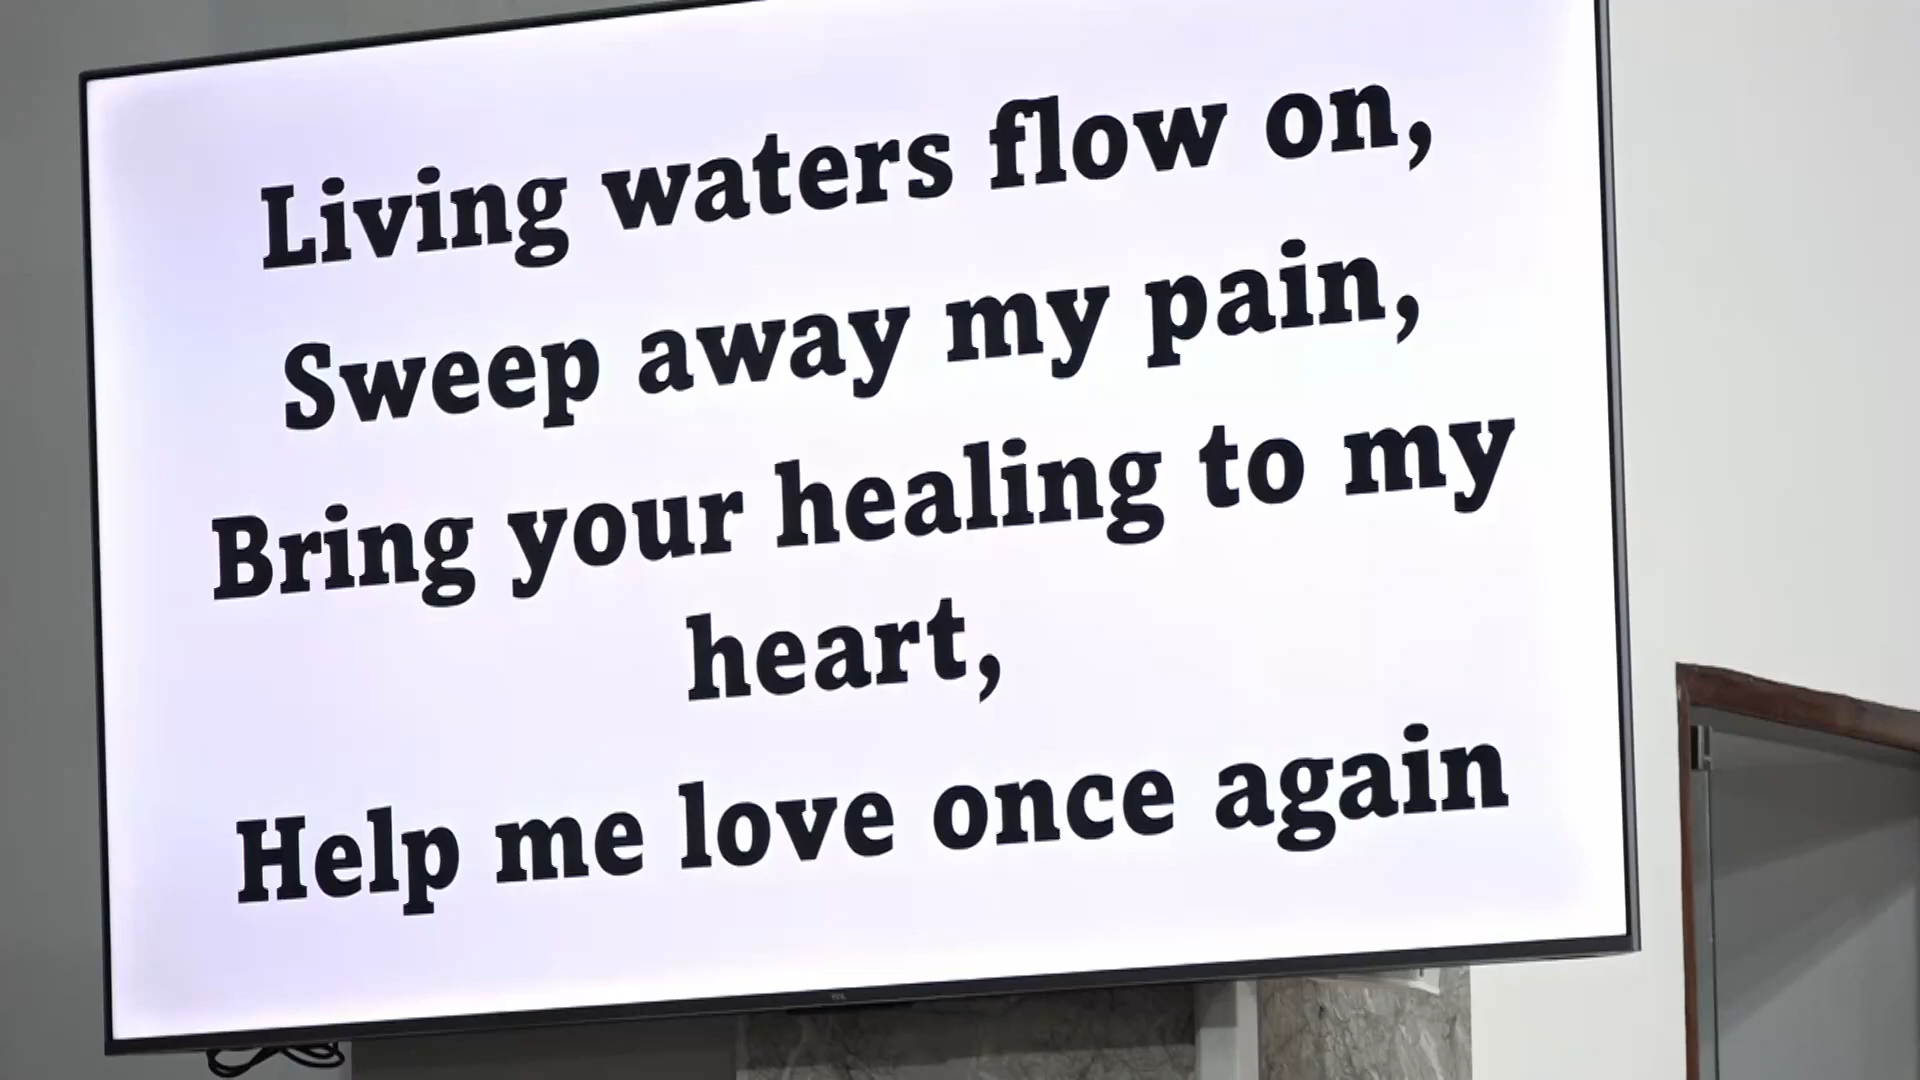 Living waters flow on,
Sweep away my pain,
Bring your healing to my
heart,
Help me love once again
TCL